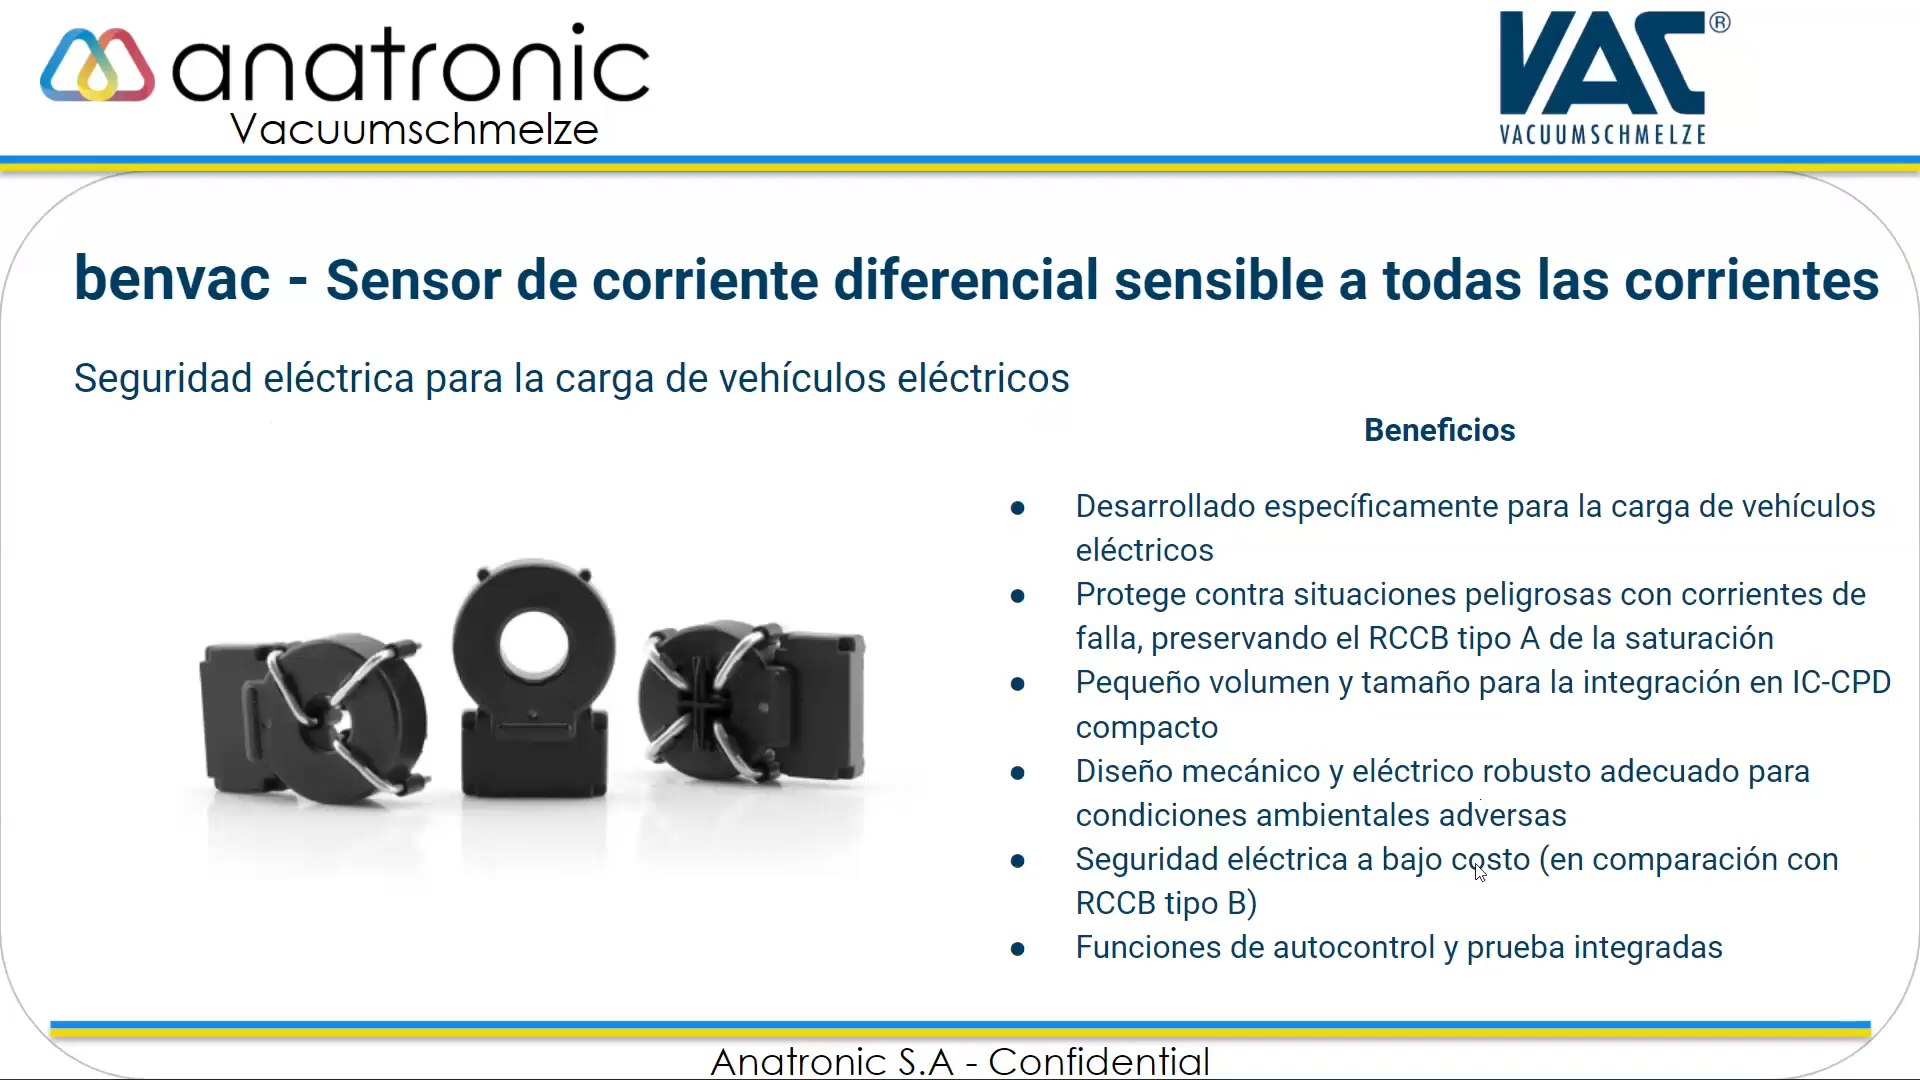 anatronic
Vacuumschmelze
VAC®
VACUUMSCHMELZE
benvac - Sensor de corriente diferencial sensible a todas las corrientes
Seguridad eléctrica para la carga de vehículos eléctricos
Beneficios
● Desarrollado específicamente para la carga de vehículos
eléctricos
● Protege contra situaciones peligrosas con corrientes de
falla, preservando el RCCB tipo A de la saturación
● Pequeño volumen y tamaño para la integración en IC-CPD
compacto
● Diseño mecánico y eléctrico robusto adecuado para
condiciones ambientales adversas
● Seguridad eléctrica a bajo costo (en comparación con
RCCB tipo B)
● Funciones de autocontrol y prueba integradas
Anatronic S.A - Confidential